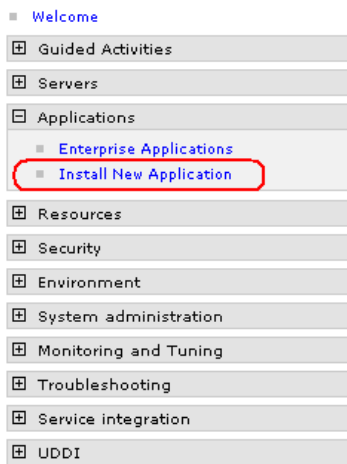 Welcome
Guided Activities
Servers
Applications
Enterprise Applications
Install New Application
Resources
Security
Environment
System administration
Monitoring and Tuning
Troubleshooting
Service integration
UDDI